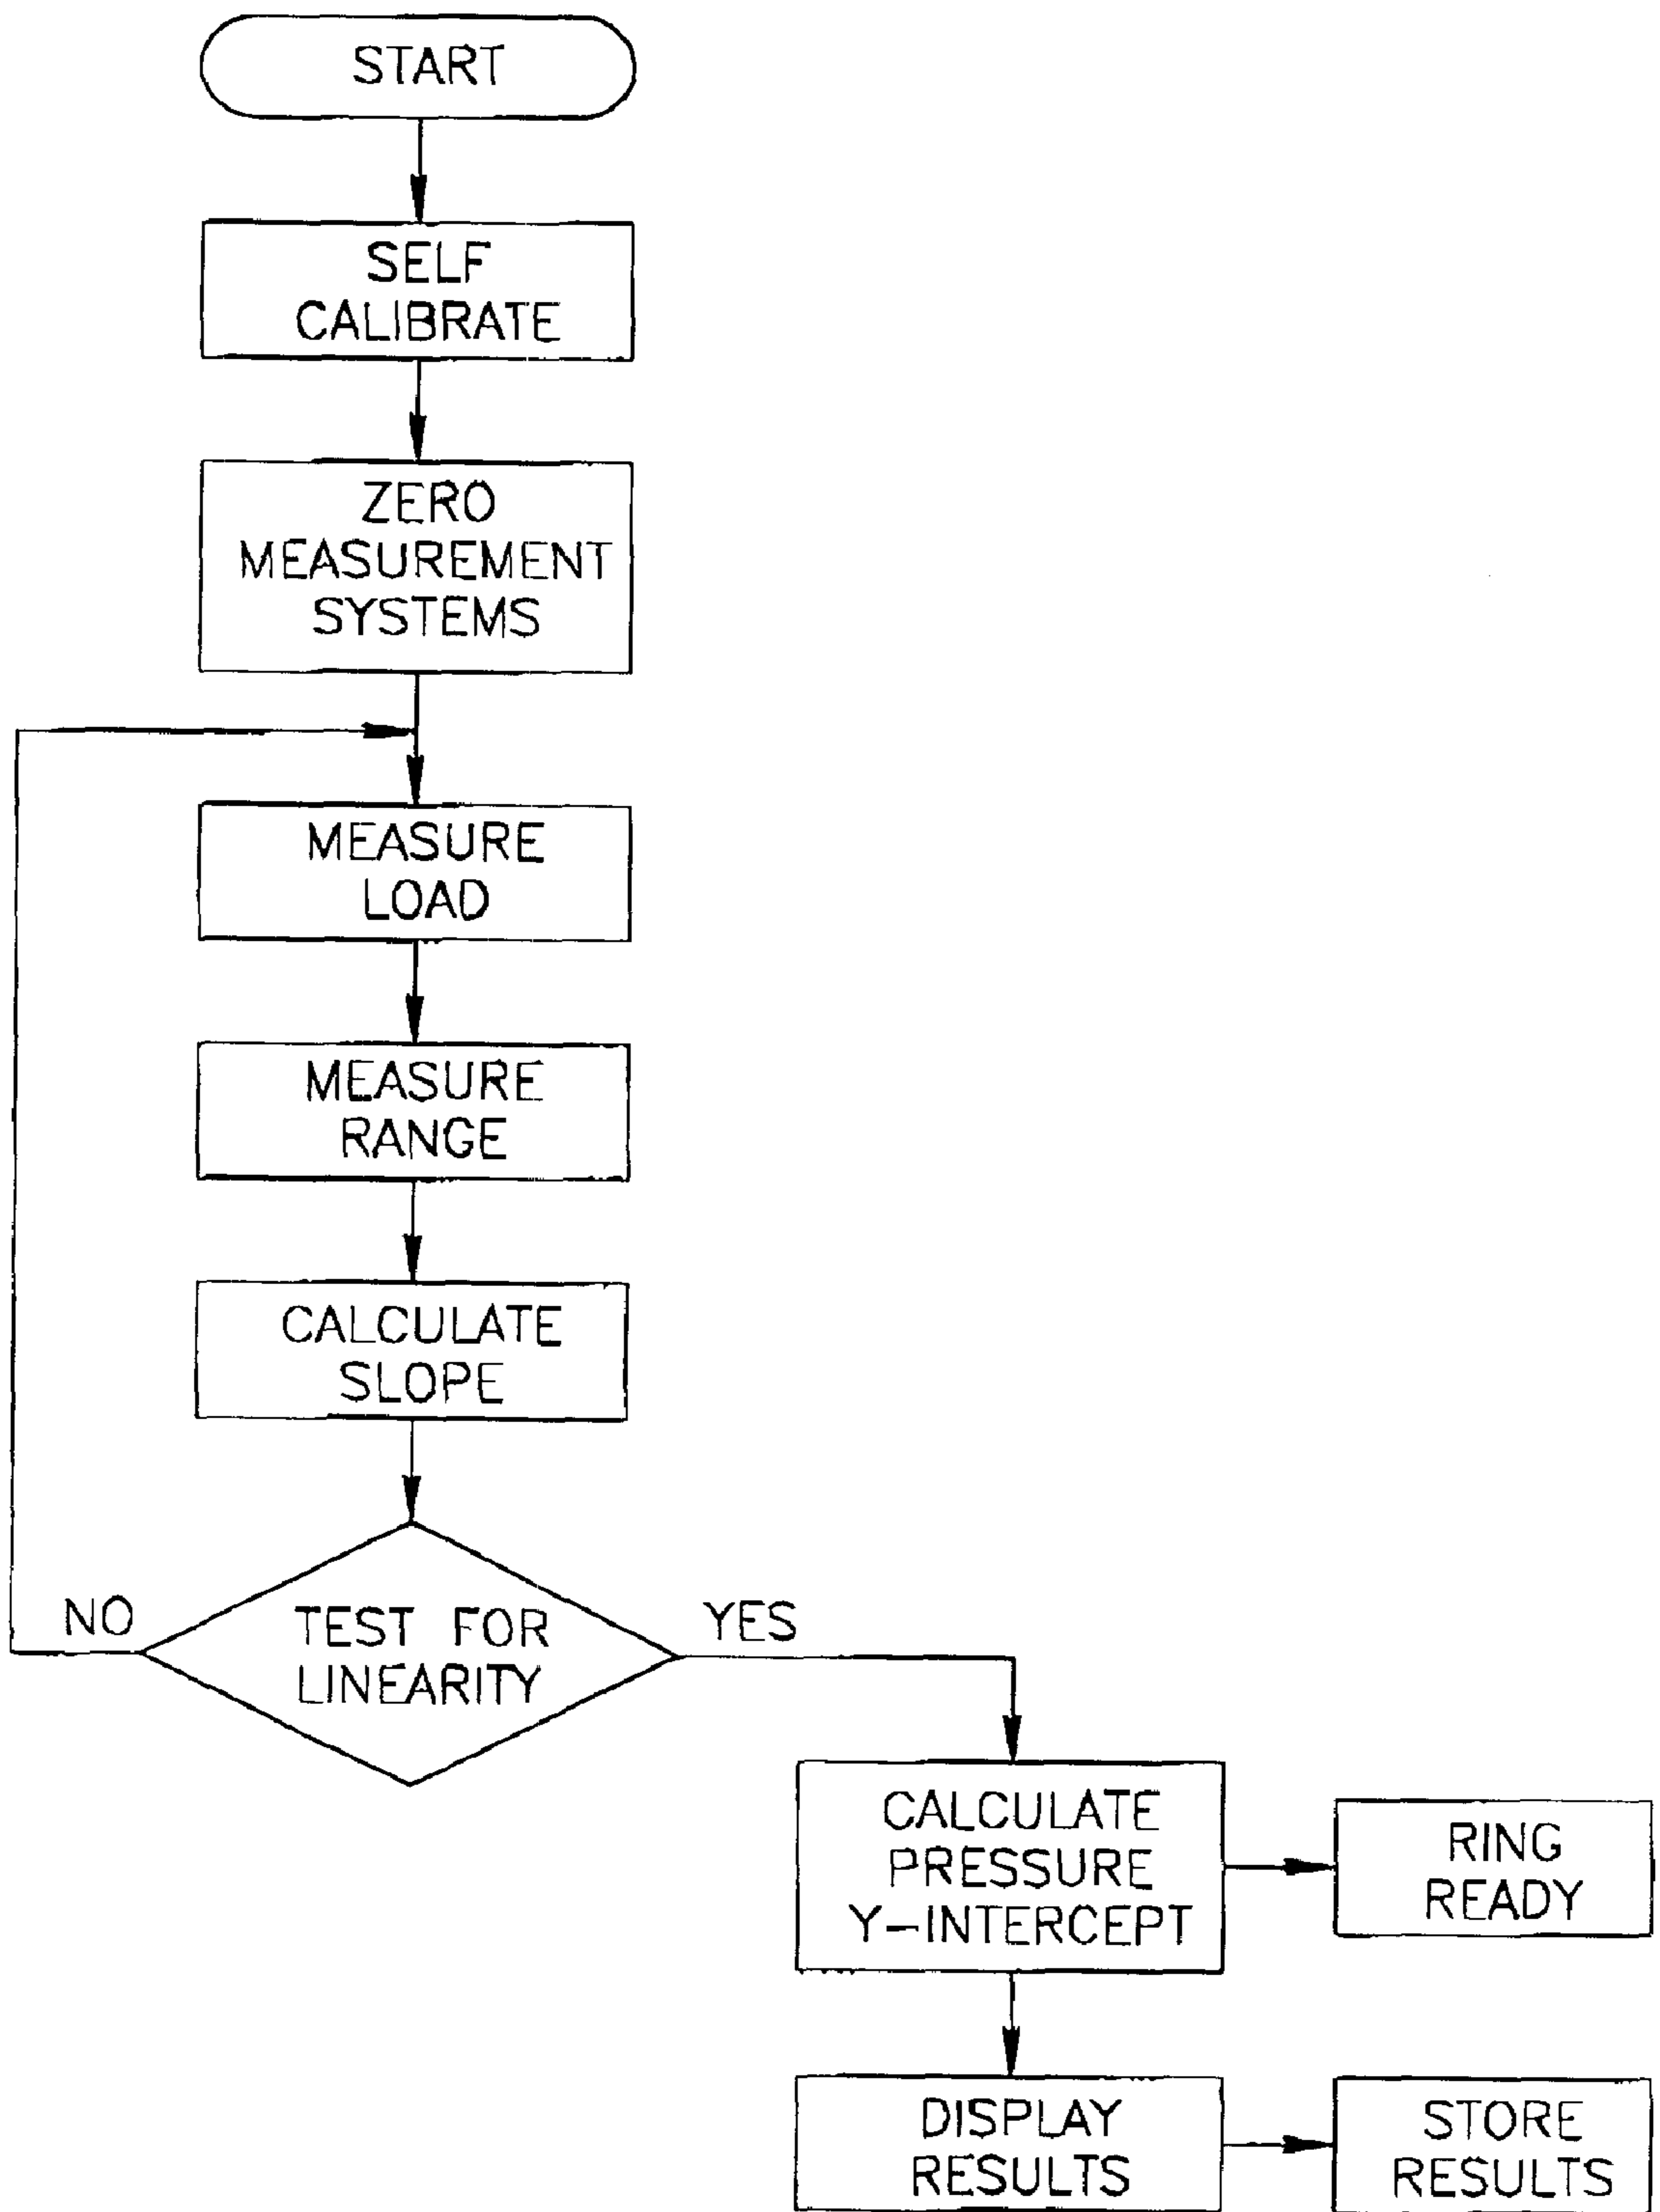 START
SELF
CALIBRATE
ZERO
MEASUREMENT
SYSTEMS
MEASURE
LOAD
MEASURE
RANGE
CALCULATE
SLOPE
NO
TEST FOR
LINEARITY
YES
CALCULATE
PRESSURE
Y-INTERCEPT
RING
READY
DISPLAY
RESULTS
STORE
RESULTS